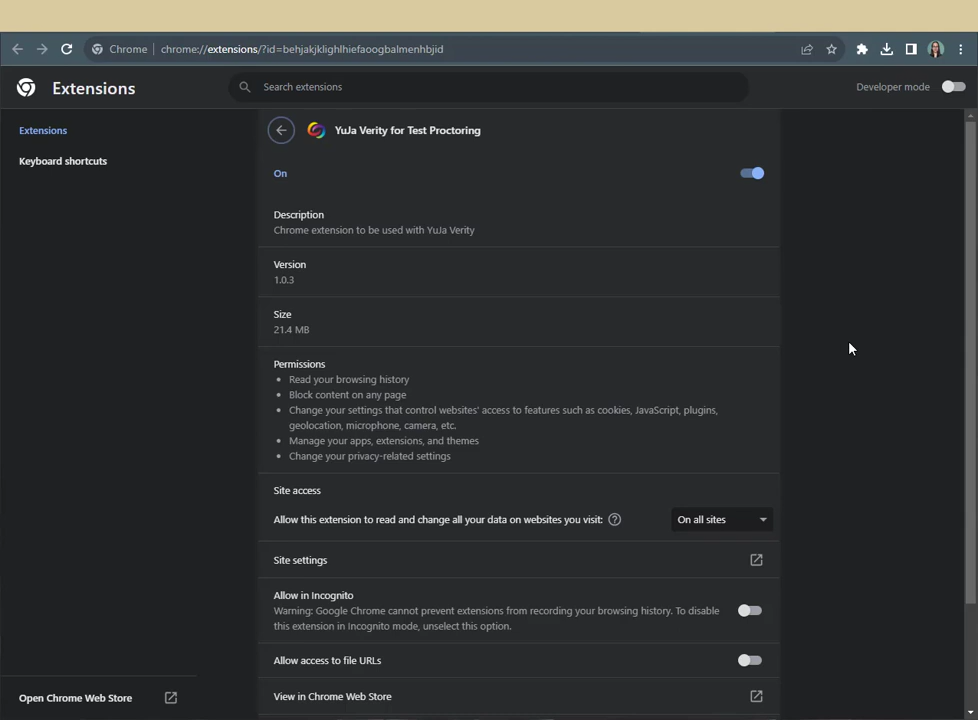 Chrome
chrome://extensions/?id=behjakjklighlhiefaoogbalmenhbjid
Extensions
Search extensions
Developer mode
Extensions
Keyboard shortcuts
YuJa Verity for Test Proctoring
On
Description
Chrome extension to be used with YuJa Verity
Version
1.0.3
Size
21.4 MB
Permissions
• Read your browsing history
• Block content on any page
• Change your settings that control websites' access to features such as cookies, JavaScript, plugins,
geolocation, microphone, camera, etc.
• Manage your apps, extensions, and themes
• Change your privacy-related settings
Site access
Allow this extension to read and change all your data on websites you visit:
On all sites
Site settings
Allow in Incognito
Warning: Google Chrome cannot prevent extensions from recording your browsing history. To disable
this extension in Incognito mode, unselect this option.
Allow access to file URLs
View in Chrome Web Store
Open Chrome Web Store